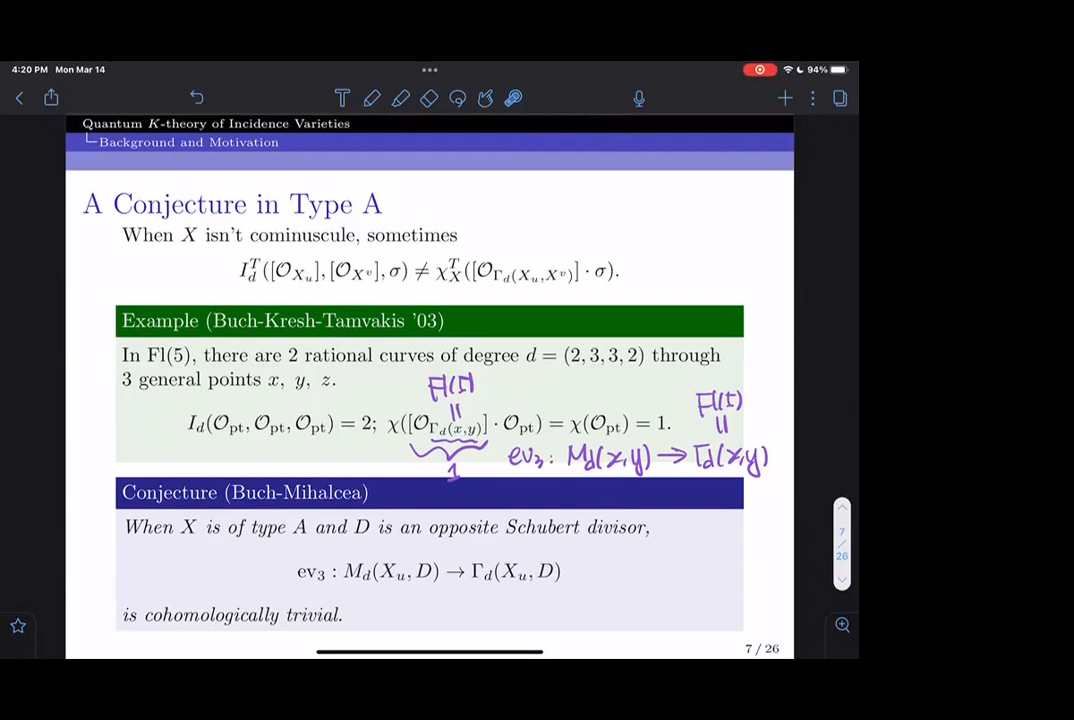 4:20 PM Mon Mar 14
94%
Quantum K-theory of Incidence Varieties
Background and Motivation
A Conjecture in Type A
When X isn't cominuscule, sometimes
I_d^T([O_{X_u}], [O_{X^v}], σ) ≠ χ_X^T([O_{Γ_d(X_u, X^v)}] · σ).
Example (Buch-Kresh-Tamvakis '03)
In Fl(5), there are 2 rational curves of degree d = (2, 3, 3, 2) through
3 general points x, y, z.
Fl(5)
=
Fl(5)
=
I_d(O_pt, O_pt, O_pt) = 2; χ([O_{Γ_d(x,y)}] · O_pt) = χ(O_pt) = 1.
1
ev_3 : M_d(x,y) → Γ_d(x,y)
Conjecture (Buch-Mihalcea)
When X is of type A and D is an opposite Schubert divisor,
ev_3 : M_d(X_u, D) → Γ_d(X_u, D)
is cohomologically trivial.
7 / 26
7
/
26